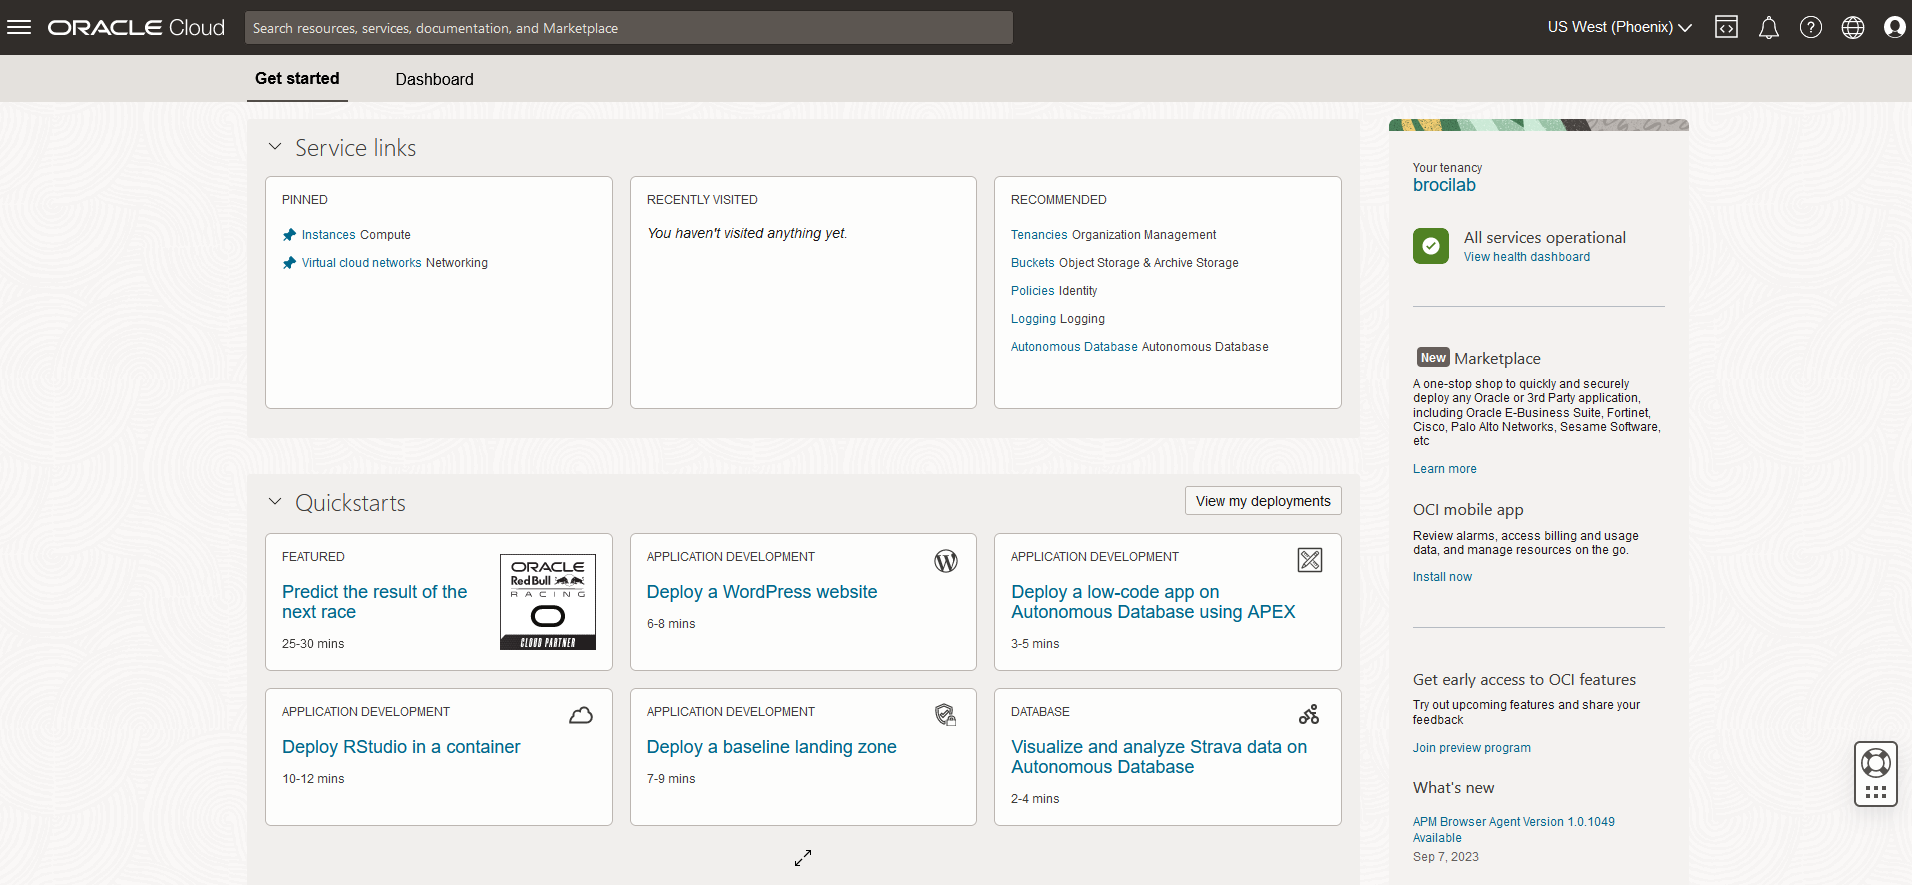 ORACLE Cloud
Search resources, services, documentation, and Marketplace
US West (Phoenix)
Get started
Dashboard
Service links
PINNED
Instances Compute
Virtual cloud networks Networking
RECENTLY VISITED
You haven't visited anything yet.
RECOMMENDED
Tenancies Organization Management
Buckets Object Storage & Archive Storage
Policies Identity
Logging Logging
Autonomous Database Autonomous Database
Quickstarts
View my deployments
FEATURED
Predict the result of the
next race
25-30 mins
ORACLE
Red Bull
RACING
CLOUD PARTNER
APPLICATION DEVELOPMENT
Deploy a WordPress website
6-8 mins
APPLICATION DEVELOPMENT
Deploy a low-code app on
Autonomous Database using APEX
3-5 mins
APPLICATION DEVELOPMENT
Deploy RStudio in a container
10-12 mins
APPLICATION DEVELOPMENT
Deploy a baseline landing zone
7-9 mins
DATABASE
Visualize and analyze Strava data on
Autonomous Database
2-4 mins
Your tenancy
brocilab
All services operational
View health dashboard
New Marketplace
A one-stop shop to quickly and securely
deploy any Oracle or 3rd Party application,
including Oracle E-Business Suite, Fortinet,
Cisco, Palo Alto Networks, Sesame Software,
etc
Learn more
OCI mobile app
Review alarms, access billing and usage
data, and manage resources on the go.
Install now
Get early access to OCI features
Try out upcoming features and share your
feedback
Join preview program
What's new
APM Browser Agent Version 1.0.1049
Available
Sep 7, 2023